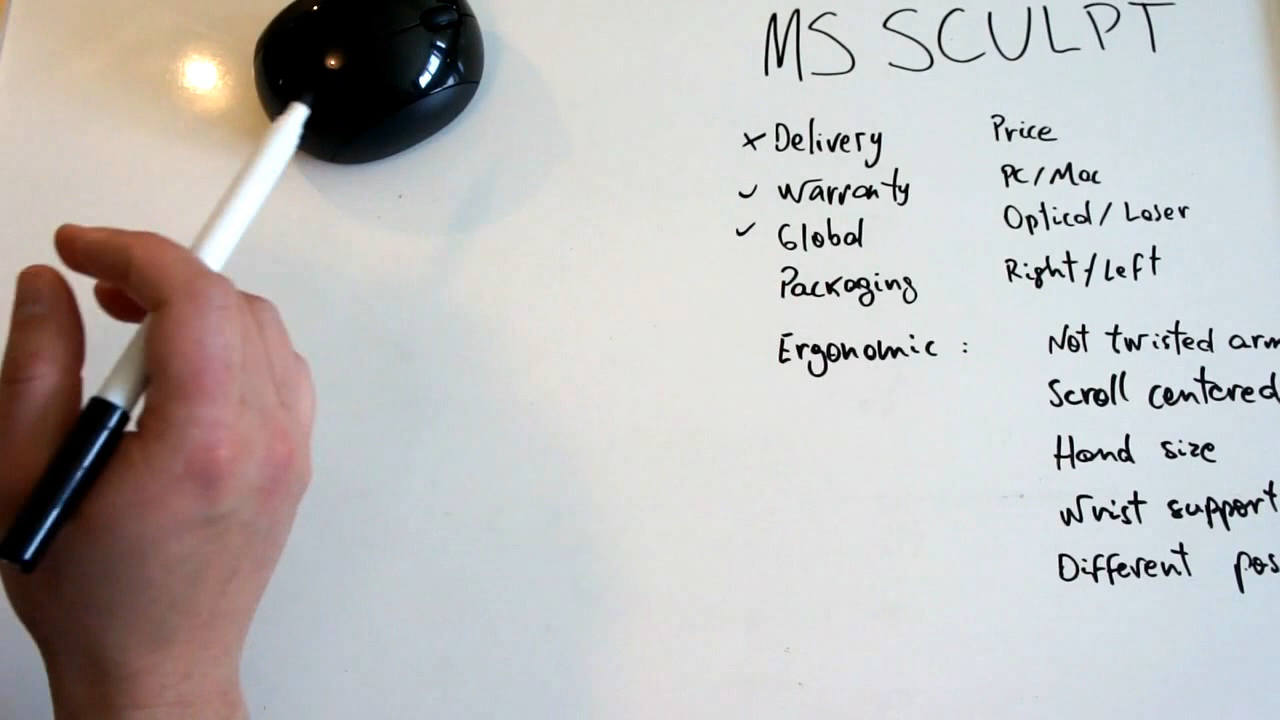 MS SCULPT
× Delivery
✓ Warranty
✓ Global
Packaging
Price
PC/Mac
Optical/Laser
Right/Left
Ergonomic : Not twisted arm
Scroll centered
Hand size
Wrist support
Different pos